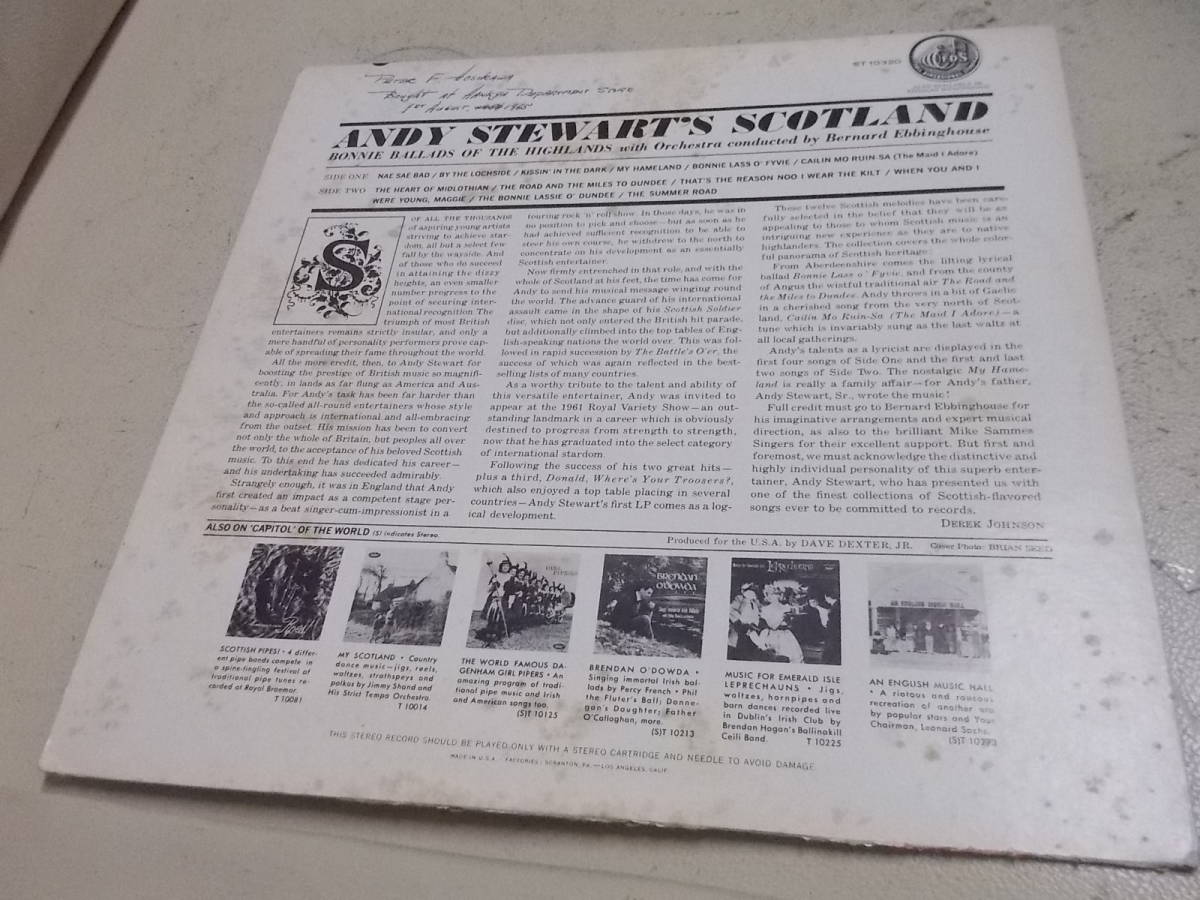 Peter F.
Bought at Department Store
1st August, 1965
ST 10320
ANDY STEWART'S SCOTLAND
BONNIE BALLADS OF THE HIGHLANDS with Orchestra conducted by Bernard Ebbinghouse
SIDE ONE NAE SAE BAD / BY THE LOCHSIDE / KISSIN' IN THE DARK / MY HAMELAND / BONNIE LASS O' FYVIE / CAILIN MO RUIN-SA (The Maid I Adore)
SIDE TWO THE HEART OF MIDLOTHIAN / THE ROAD AND THE MILES TO DUNDEE / THAT'S THE REASON NOO I WEAR THE KILT / WHEN YOU AND I
WERE YOUNG, MAGGIE / THE BONNIE LASSIE O' DUNDEE / THE SUMMER ROAD
S
OF ALL THE THOUSANDS
of aspiring young artists
striving to achieve star-
dom, all but a select few
fall by the wayside. And
of those who do succeed
in attaining the dizzy
heights, an even smaller
number progress to the
point of securing inter-
national recognition. The
triumph of most British
entertainers remains strictly insular, and only a
mere handful of personality performers prove cap-
able of spreading their fame throughout the world.
All the more credit, then, to Andy Stewart for
boosting the prestige of British music so magnifi-
cently, in lands as far flung as America and Aus-
tralia. For Andy's task has been far harder than
the so-called all-round entertainers whose style
and approach is international and all-embracing
from the outset. His mission has been to convert
not only the whole of Britain, but peoples all over
the world, to the acceptance of his beloved Scottish
music. To this end he has dedicated his career—
and his undertaking has succeeded admirably.
Strangely enough, it was in England that Andy
first created an impact as a competent stage per-
sonality—as a beat singer-cum-impressionist in a
touring rock 'n' roll show. In those days, he was in
no position to pick and choose—but as soon as he
had achieved sufficient recognition to be able to
steer his own course, he withdrew to the north to
concentrate on his development as an essentially
Scottish entertainer.
Now firmly entrenched in that role, and with the
whole of Scotland at his feet, the time has come for
Andy to send his musical message winging round
the world. The advance guard of his international
assault came in the shape of his Scottish Soldier
disc, which not only entered the British hit parade,
but additionally climbed into the top tables of Eng-
lish-speaking nations the world over. This was fol-
lowed in rapid succession by The Battle's O'er, the
success of which was again reflected in the best-
selling lists of many countries.
As a worthy tribute to the talent and ability of
this versatile entertainer, Andy was invited to
appear at the 1961 Royal Variety Show—an out-
standing landmark in a career which is obviously
destined to progress from strength to strength,
now that he has graduated into the select category
of international stardom.
Following the success of his two great hits—
plus a third, Donald, Where's Your Troosers?,
which also enjoyed a top table placing in several
countries—Andy Stewart's first LP comes as a log-
ical development.
These twelve Scottish melodies have been care-
fully selected in the belief that they will be as
appealing to those to whom Scottish music is an
intriguing new experience as they are to native
highlanders. The collection covers the whole color-
ful panorama of Scottish heritage:
From Aberdeenshire comes the lilting lyrical
ballad Bonnie Lass o' Fyvie, and from the county
of Angus the wistful traditional air The Road and
the Miles to Dundee. Andy throws in a bit of Gaelic
in a cherished song from the very north of Scot-
land, Cailin Mo Ruin-Sa (The Maid I Adore)—a
tune which is invariably sung as the last waltz at
all local gatherings.
Andy's talents as a lyricist are displayed in the
first four songs of Side One and the first and last
two songs of Side Two. The nostalgic My Hame-
land is really a family affair—for Andy's father,
Andy Stewart, Sr., wrote the music!
Full credit must go to Bernard Ebbinghouse for
his imaginative arrangements and expert musical
direction, as also to the brilliant Mike Sammes
Singers for their excellent support. But first and
foremost, we must acknowledge the distinctive and
highly individual personality of this superb enter-
tainer, Andy Stewart, who has presented us with
one of the finest collections of Scottish-flavored
songs ever to be committed to records.
DEREK JOHNSON
ALSO ON 'CAPITOL' OF THE WORLD (S) Indicates Stereo.
Produced for the U.S.A. by DAVE DEXTER, JR. Cover Photo: BRIAN SEED
Pipes!
BRENDAN
O'DOWDA
Leprechauns
AN ENGLISH MUSIC HALL
SCOTTISH PIPES! • 4 differ-
ent pipe bands compete in
a spine-tingling festival of
traditional pipe tunes re-
corded at Royal Braemar.
T 10081
MY SCOTLAND • Country
dance music—jigs, reels,
waltzes, strathspeys and
polkas by Jimmy Shand and
His Strict Tempo Orchestra.
T 10014
THE WORLD FAMOUS DA-
GENHAM GIRL PIPERS • An
amazing program of tradi-
tional pipe music and Irish
and American songs too.
(S)T 10125
BRENDAN O'DOWDA •
Singing immortal Irish bal-
lads by Percy French • Phil
the Fluter's Ball; Donne-
gan's Daughter; Father
O'Callaghan, more.
(S)T 10213
MUSIC FOR EMERALD ISLE
LEPRECHAUNS • Jigs,
waltzes, hornpipes and
barn dances recorded live
in Dublin's Irish Club by
Brendan Hogan's Ballinakill
Ceili Band. T 10225
AN ENGLISH MUSIC HALL
• A riotous and raucous
recreation of another era
by popular stars and Your
Chairman, Leonard Sachs.
(S)T 10273
THIS STEREO RECORD SHOULD BE PLAYED ONLY WITH A STEREO CARTRIDGE AND NEEDLE TO AVOID DAMAGE.
MADE IN U.S.A. FACTORIES: SCRANTON, PA.—LOS ANGELES, CALIF.